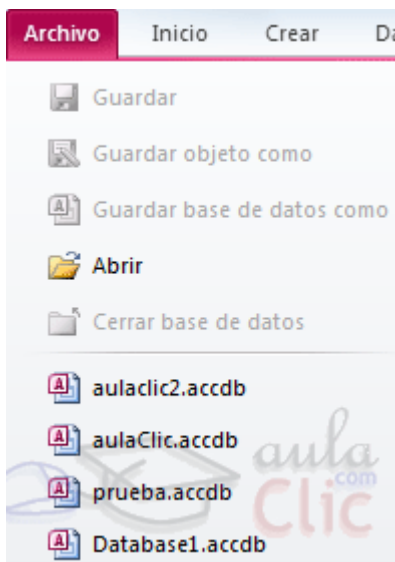 Archivo Inicio Crear Da
Guardar
Guardar objeto como
Guardar base de datos como
Abrir
Cerrar base de datos
aulaclic2.accdb
aulaClic.accdb
prueba.accdb
Database1.accdb
aula
.com
Clic